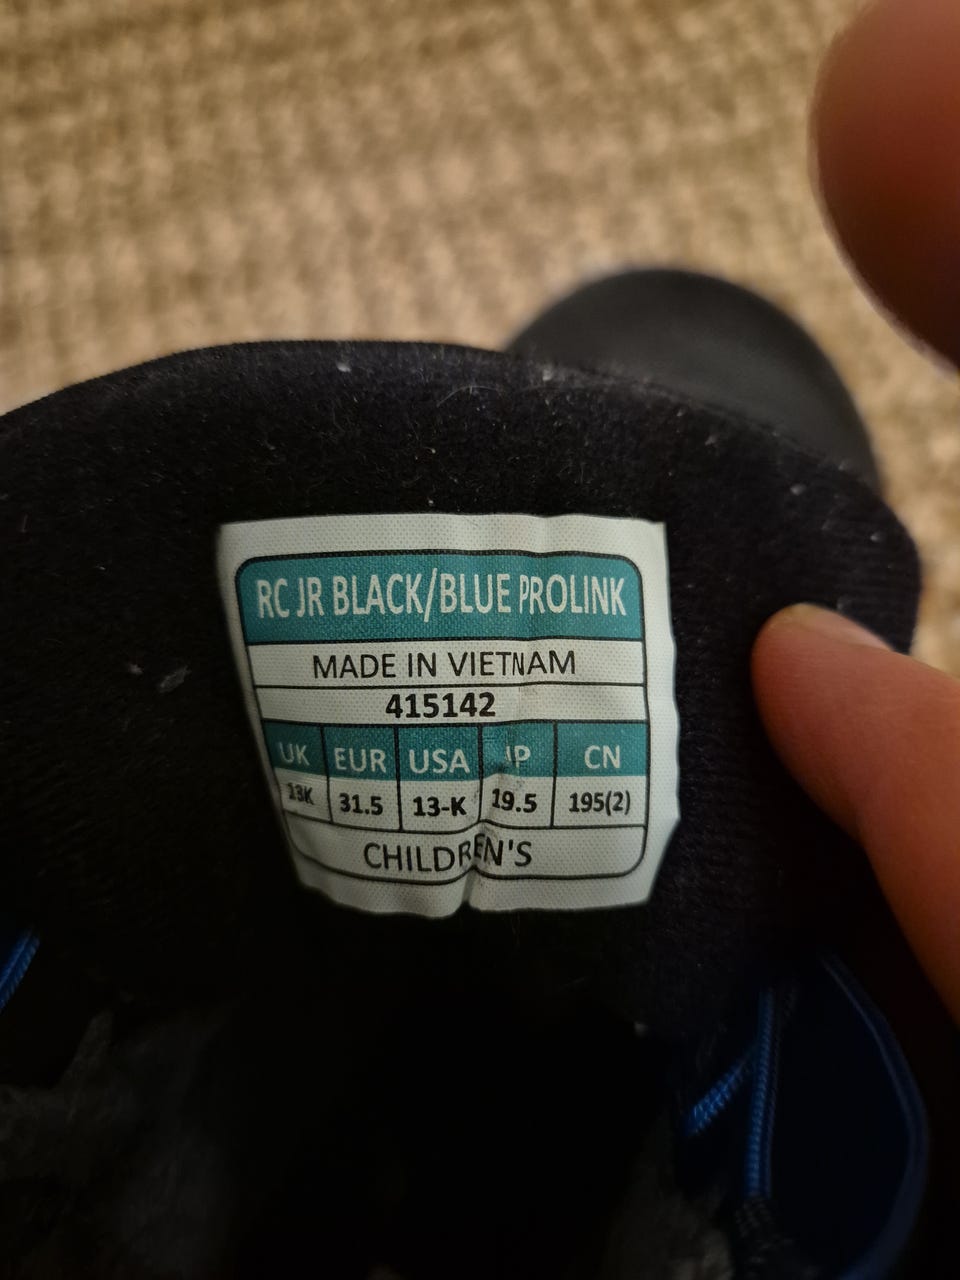 RC JR BLACK/BLUE PROLINK
MADE IN VIETNAM
415142
UK EUR USA JP CN
13K 31.5 13-K 19.5 195(2)
CHILDREN'S